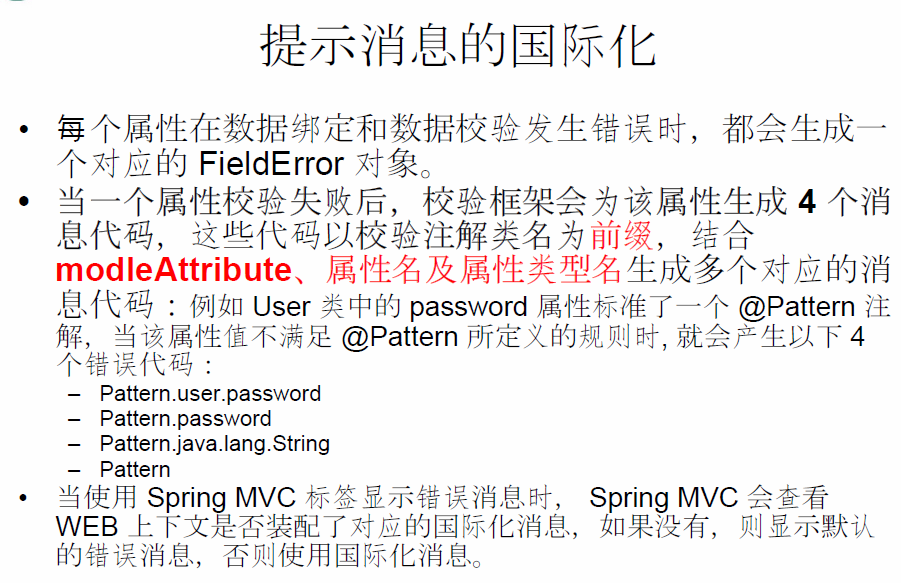 提示消息的国际化
• 每个属性在数据绑定和数据校验发生错误时，都会生成一
个对应的 FieldError 对象。
• 当一个属性校验失败后，校验框架会为该属性生成 4 个消
息代码，这些代码以校验注解类名为前缀，结合
modleAttribute、属性名及属性类型名生成多个对应的消
息代码：例如 User 类中的 password 属性标准了一个 @Pattern 注
解，当该属性值不满足 @Pattern 所定义的规则时, 就会产生以下 4
个错误代码：
– Pattern.user.password
– Pattern.password
– Pattern.java.lang.String
– Pattern
• 当使用 Spring MVC 标签显示错误消息时， Spring MVC 会查看
WEB 上下文是否装配了对应的国际化消息，如果没有，则显示默认
的错误消息，否则使用国际化消息。